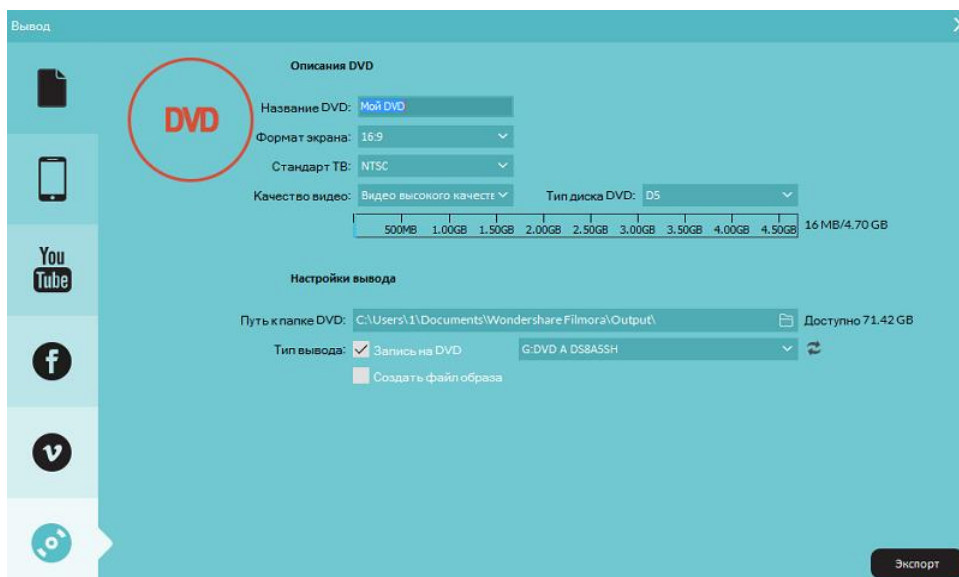 Вывод
Описания DVD
DVD
Название DVD: Мой DVD
Формат экрана: 16:9
Стандарт ТВ: NTSC
Качество видео: Видео высокого качеств Тип диска DVD: D5
500MB 1.00GB 1.50GB 2.00GB 2.50GB 3.00GB 3.50GB 4.00GB 4.50GB 16 MB/4.70 GB
You
Tube
Настройки вывода
Путь к папке DVD: C:\Users\1\Documents\Wondershare Filmora\Output\ Доступно 71.42 GB
Тип вывода: Запись на DVD G:DVD A DS8A5SH
Создать файл образа
Экспорт